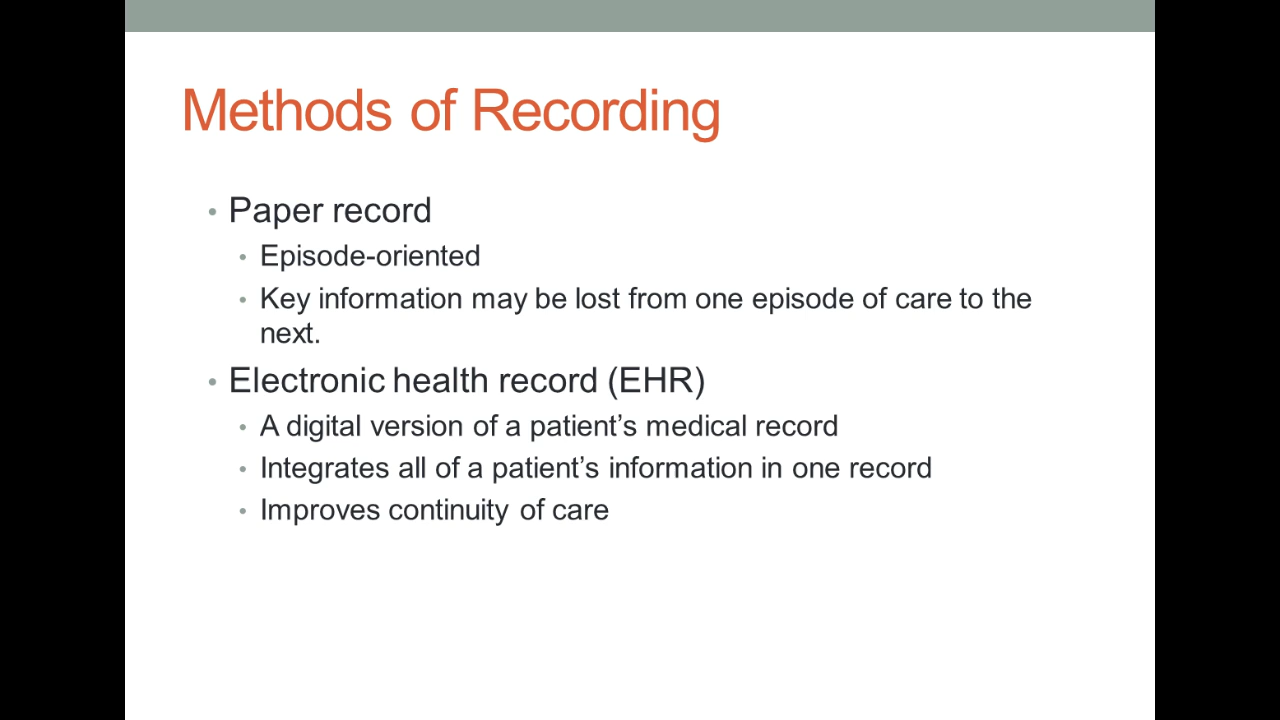 Methods of Recording
• Paper record
• Episode-oriented
• Key information may be lost from one episode of care to the
next.
• Electronic health record (EHR)
• A digital version of a patient’s medical record
• Integrates all of a patient’s information in one record
• Improves continuity of care